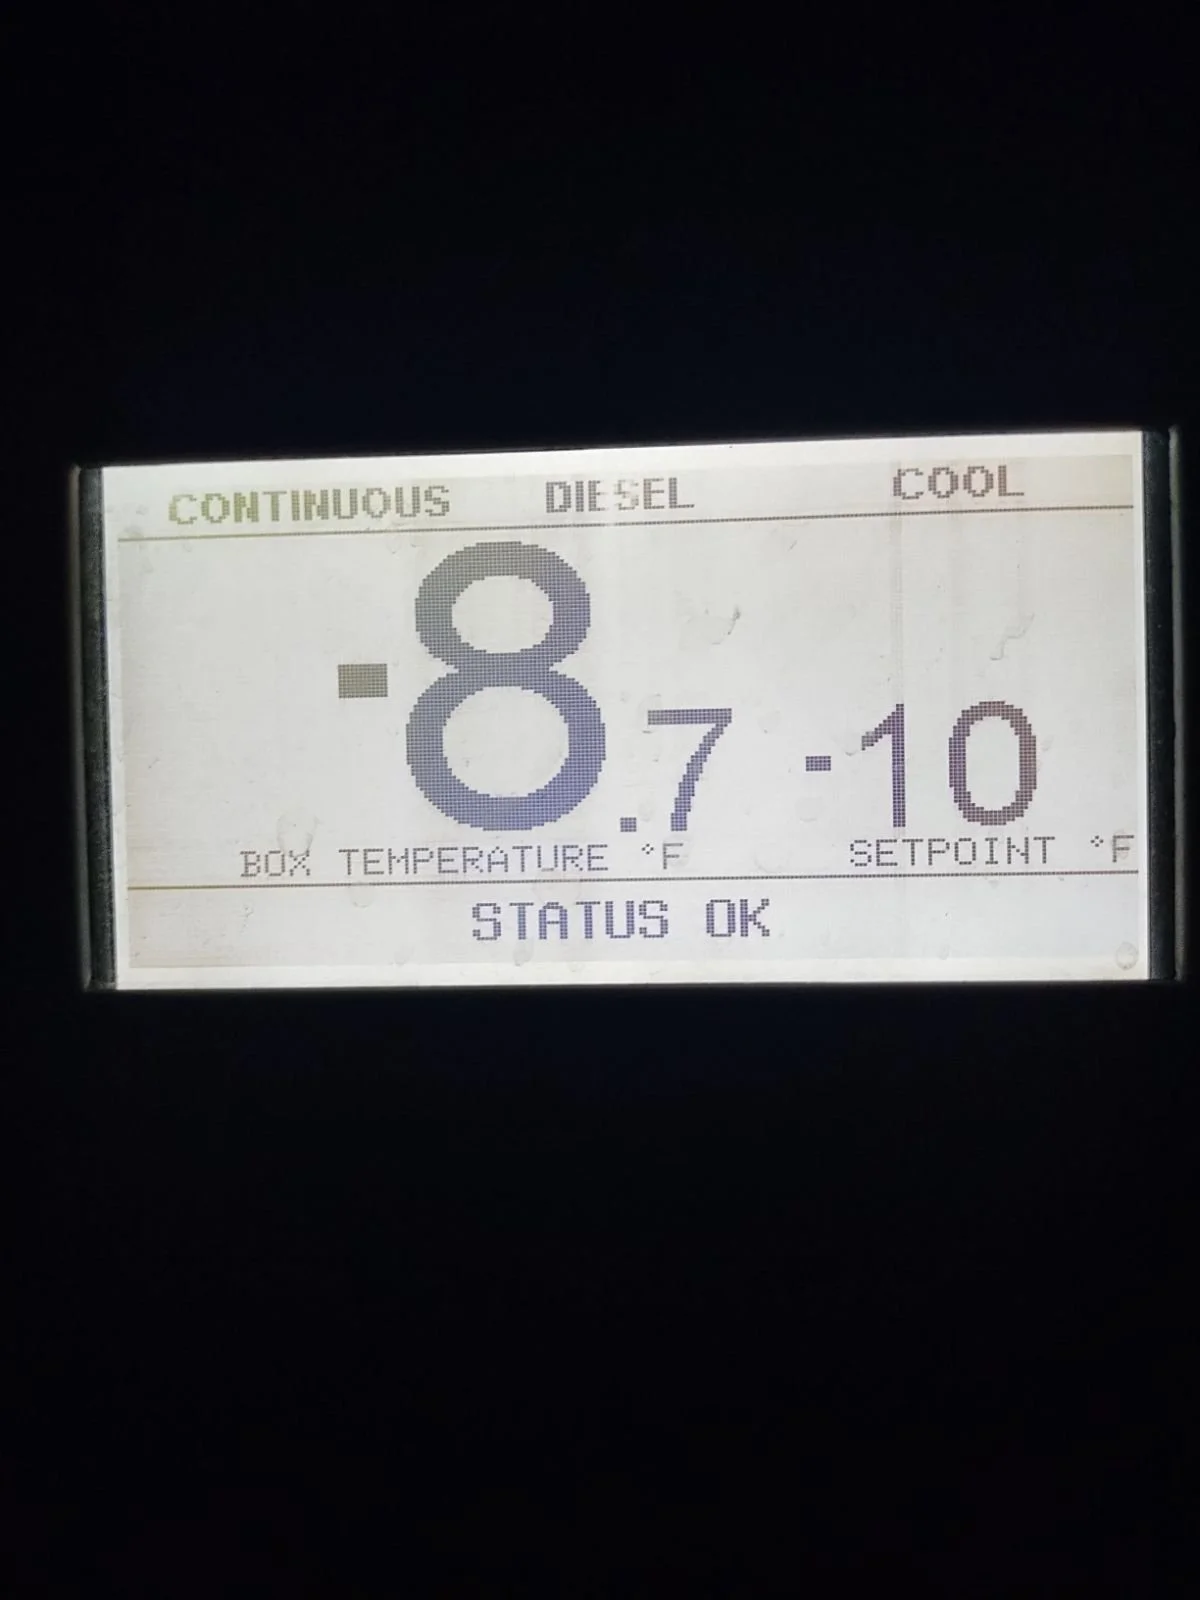 CONTINUOUS DIESEL COOL
-8.7 -10
BOX TEMPERATURE °F SETPOINT °F
STATUS OK